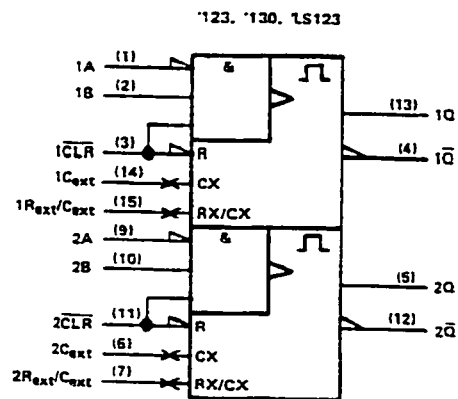 '123, '130, 'LS123
1A (1)
&
1B (2)
(13) 1Q
1CLR (3) R
(4) 1Q
1Cext (14) CX
1Rext/Cext (15) RX/CX
2A (9)
&
2B (10)
(5) 2Q
2CLR (11) R
(12) 2Q
2Cext (6) CX
2Rext/Cext (7) RX/CX